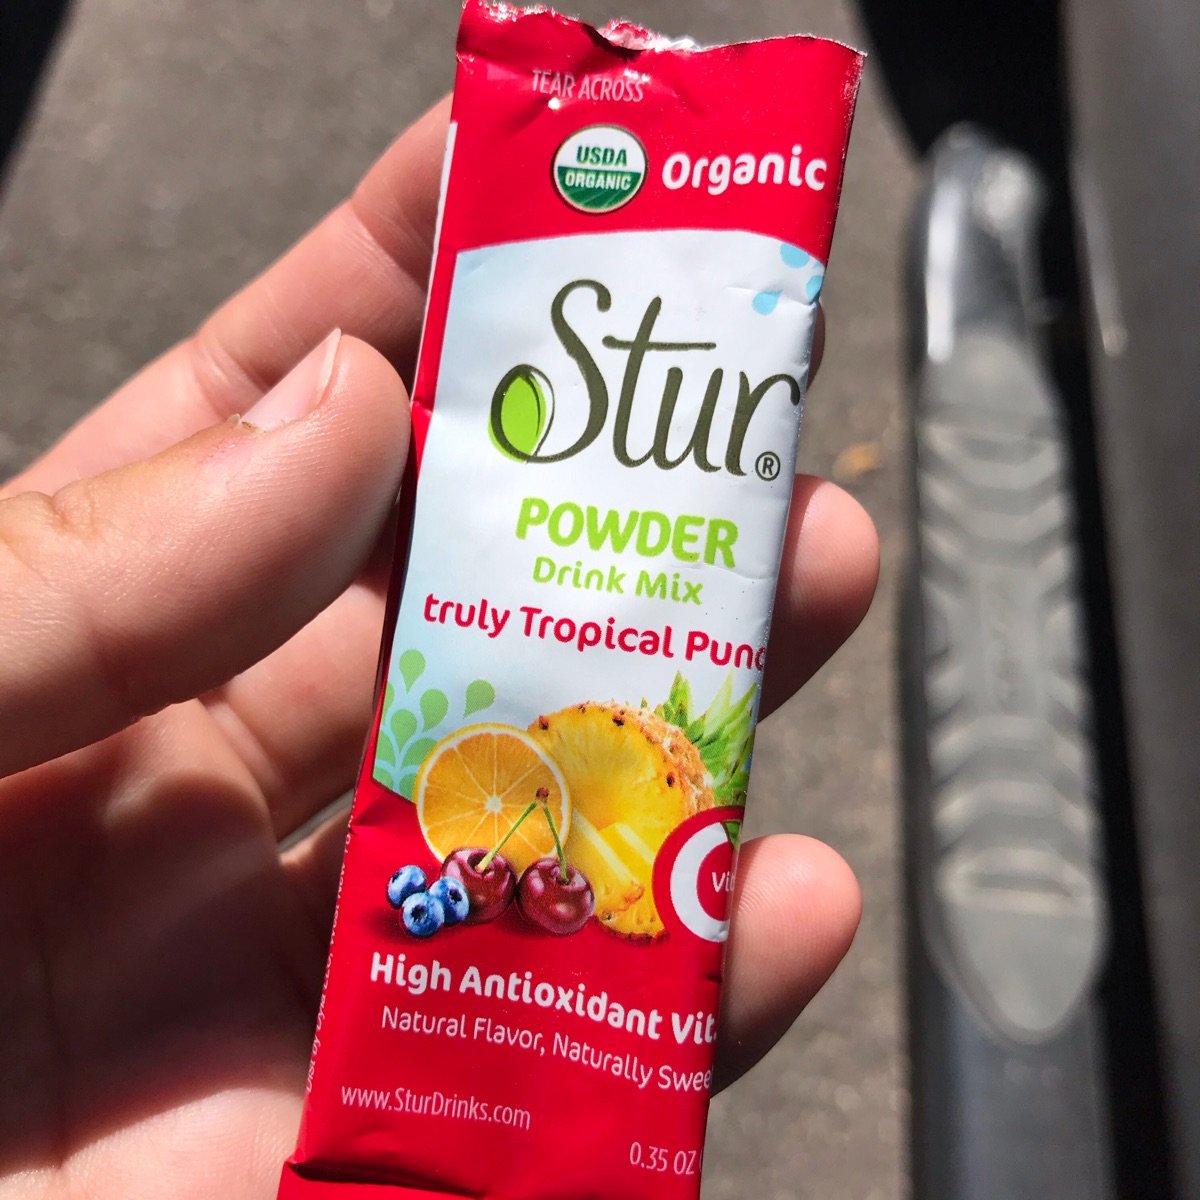 TEAR ACROSS
USDA
ORGANIC
Organic
Stur®
POWDER
Drink Mix
truly Tropical Punc
Vit
High Antioxidant Vit.
Natural Flavor, Naturally Swee
www.SturDrinks.com
0.35 OZ